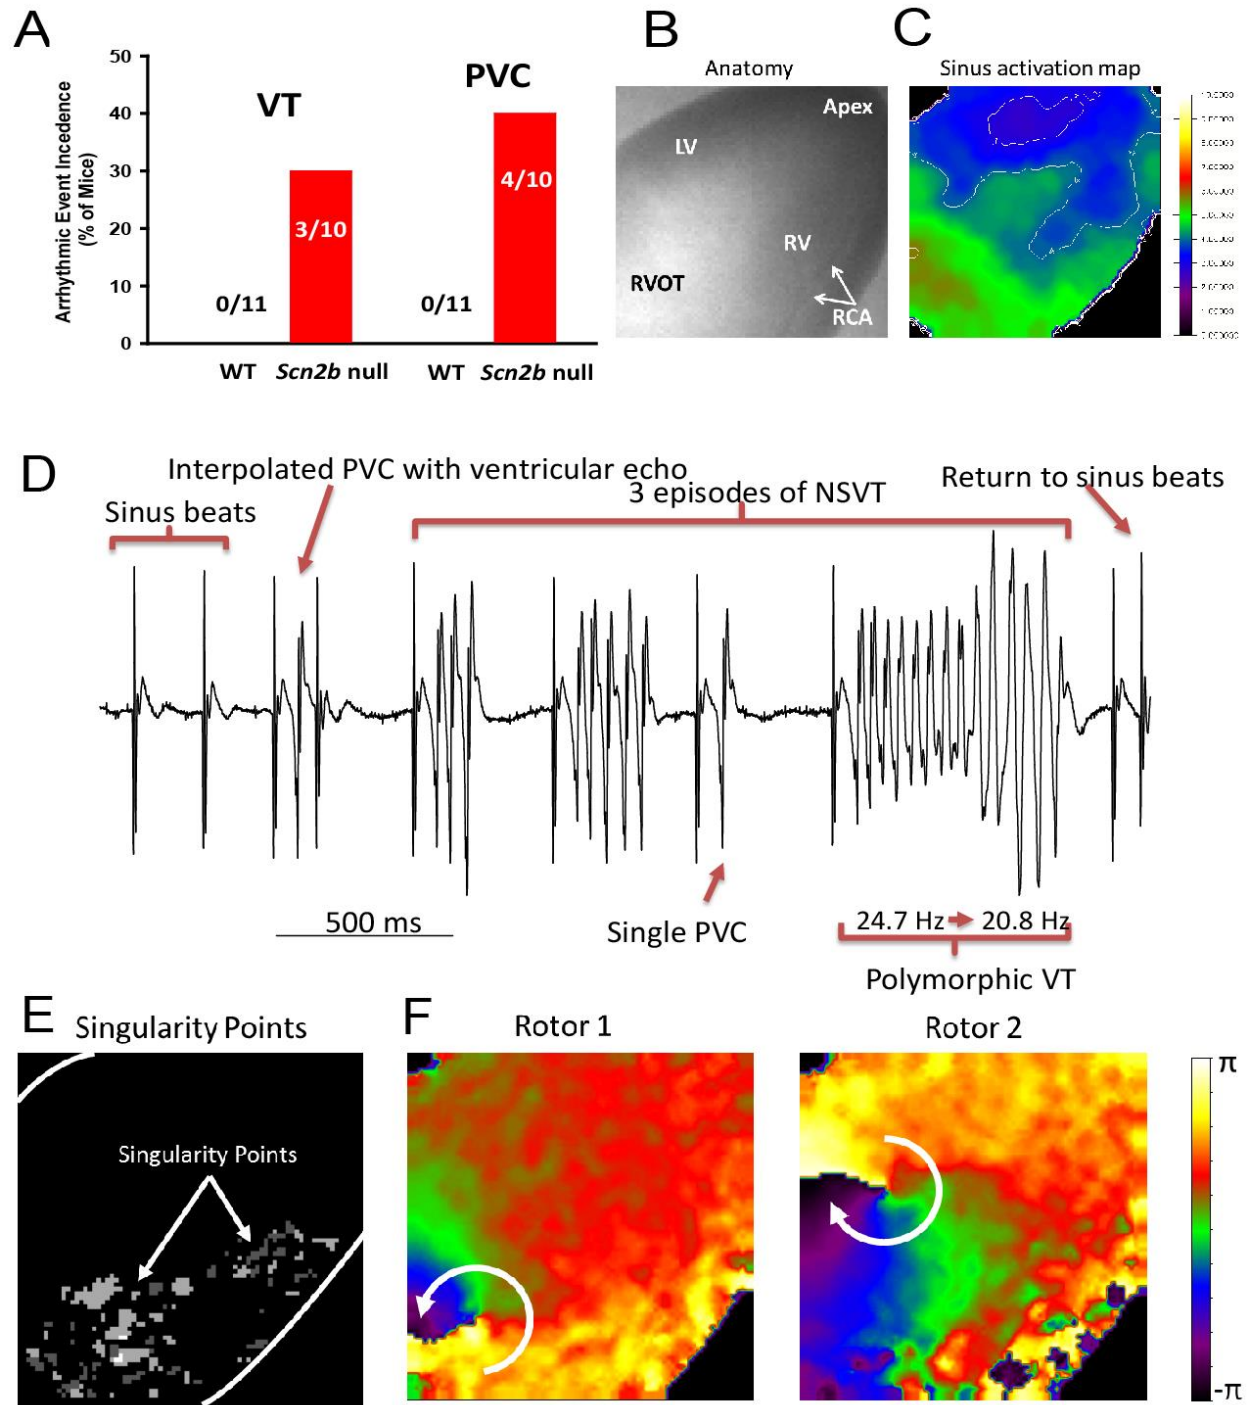 A
50
40
30
20
10
0
Arrhythmic Event Incedence
(% of Mice)
VT
PVC
0/11
3/10
0/11
4/10
WT Scn2b null WT Scn2b null
B
Anatomy
Apex
LV
RV
RVOT
RCA
C
Sinus activation map
D
Interpolated PVC with ventricular echo
Sinus beats
3 episodes of NSVT
Return to sinus beats
500 ms
Single PVC
24.7 Hz 20.8 Hz
Polymorphic VT
E
Singularity Points
Singularity Points
F
Rotor 1
Rotor 2
π
-π